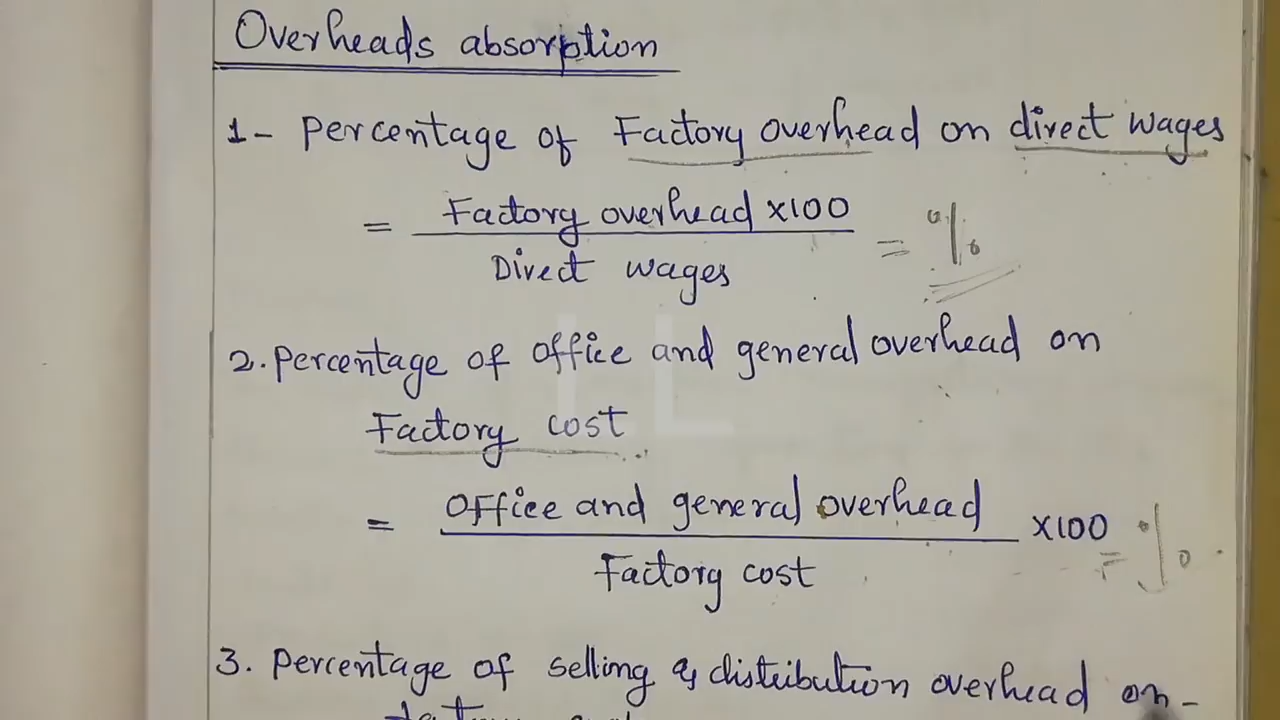 Overheads absorption
1- Percentage of Factory overhead on direct wages
= Factory overhead x100
Direct wages
= %
2. Percentage of office and general overhead on
Factory cost
= Office and general overhead x100
Factory cost
= %
3. Percentage of selling & distribution overhead on-